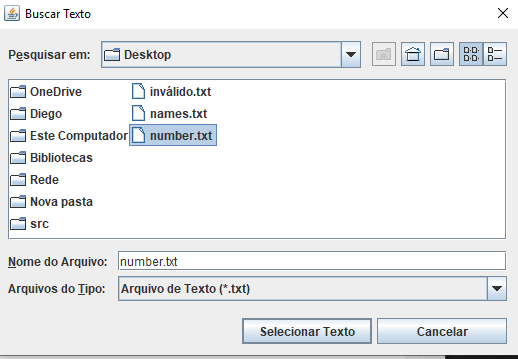 Buscar Texto
Pesquisar em: Desktop
OneDrive inválido.txt
Diego names.txt
Este Computador number.txt
Bibliotecas
Rede
Nova pasta
src
Nome do Arquivo: number.txt
Arquivos do Tipo: Arquivo de Texto (*.txt)
Selecionar Texto Cancelar